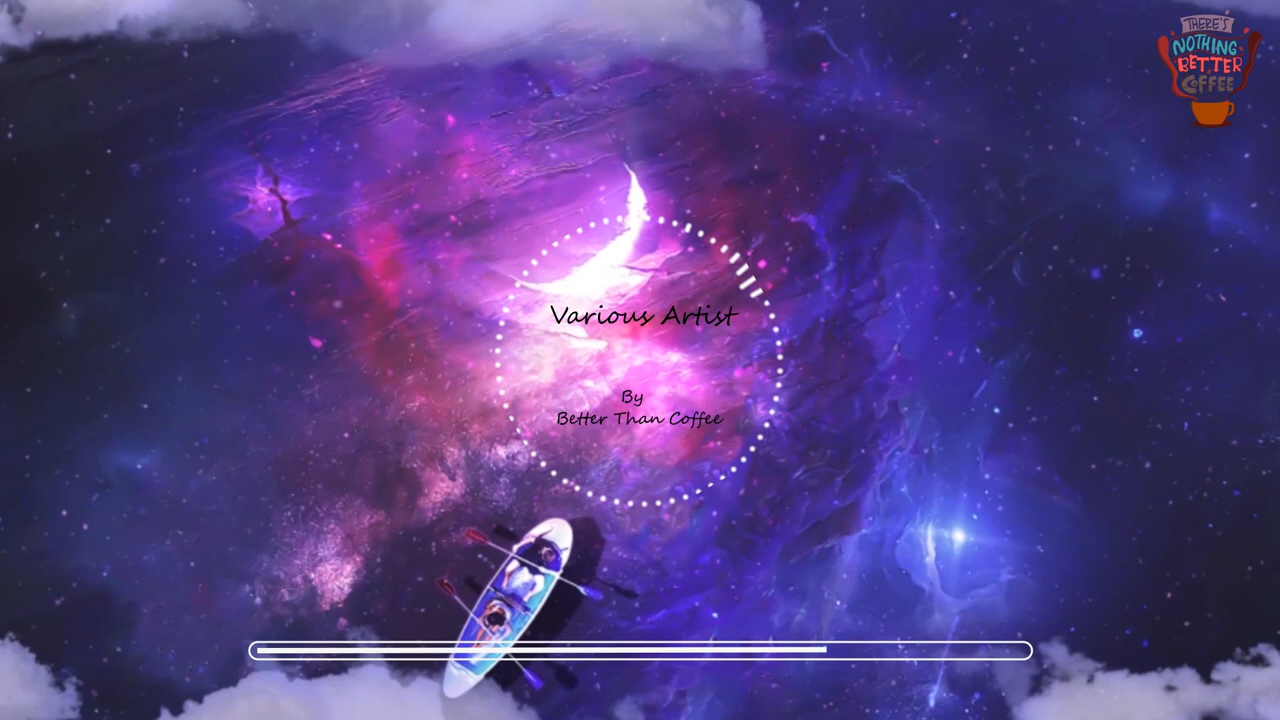 THERE'S
NOTHING
BETTER
COFFEE
Various Artist
By
Better Than Coffee